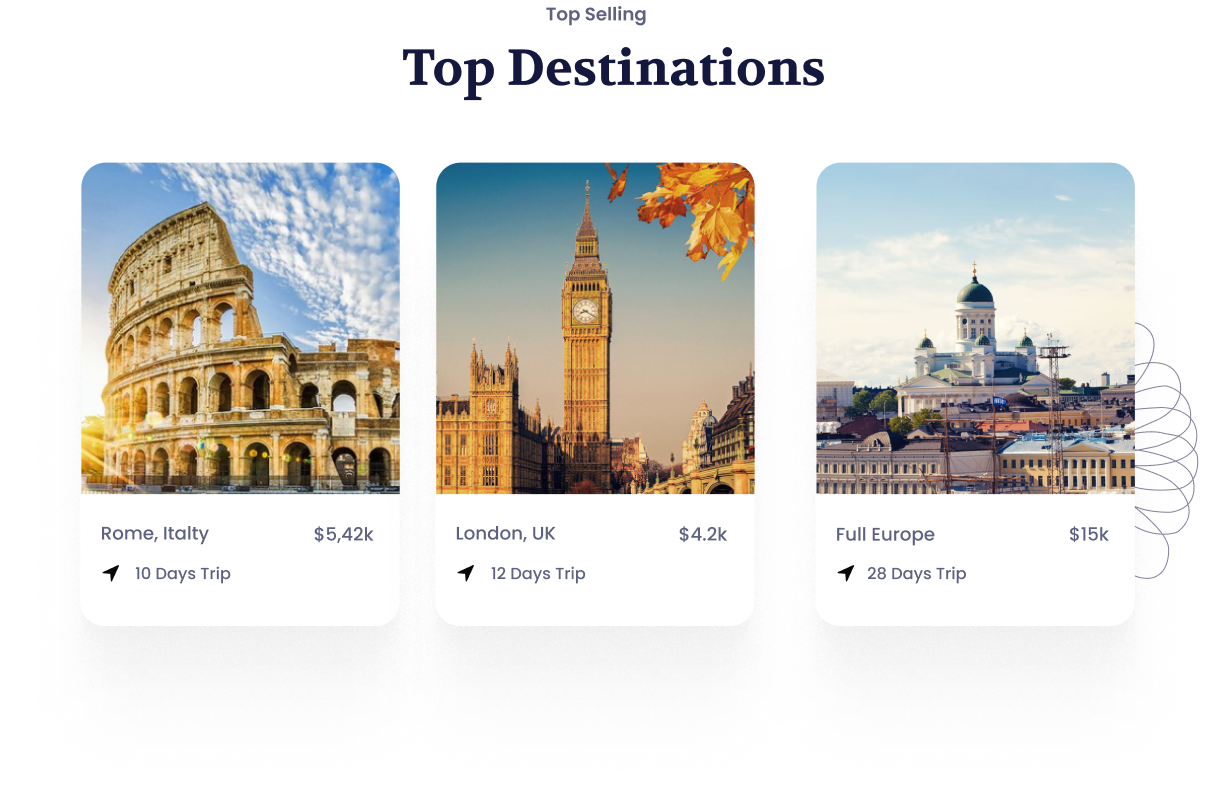 Top Selling
Top Destinations
Rome, Italty
$5,42k
10 Days Trip
London, UK
$4.2k
12 Days Trip
Full Europe
$15k
28 Days Trip